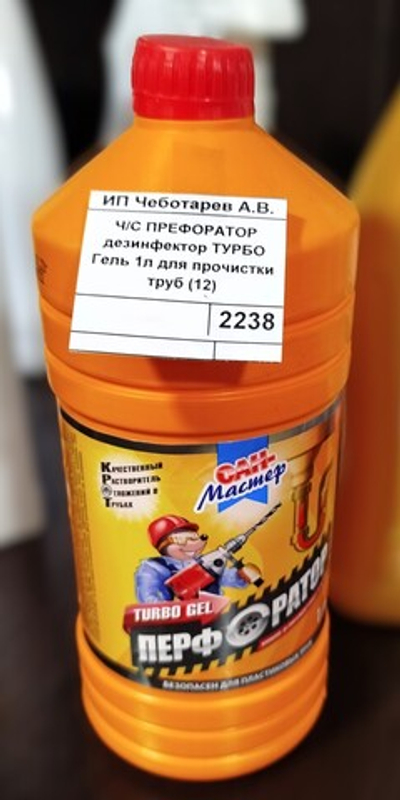 ИП Чеботарев А.В.
Ч/С ПРЕФОРАТОР
дезинфектор ТУРБО
Гель 1л для прочистки
труб (12)
2238
САН-
Мастер
КАЧЕСТВЕННЫЙ
РАСТВОРИТЕЛЬ
ОТЛОЖЕНИЙ В
ТРУБАХ
TURBO GEL
ПЕРФОРАТОР
БЕЗОПАСЕН ДЛЯ ПЛАСТИКОВЫХ ТРУБ